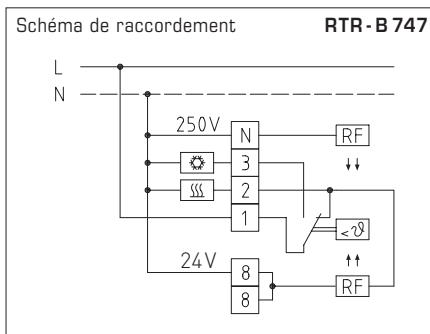 Schéma de raccordement RTR-B 747
L
N
250V N RF
3
2
1
<ϑ
24V 8
RF
8